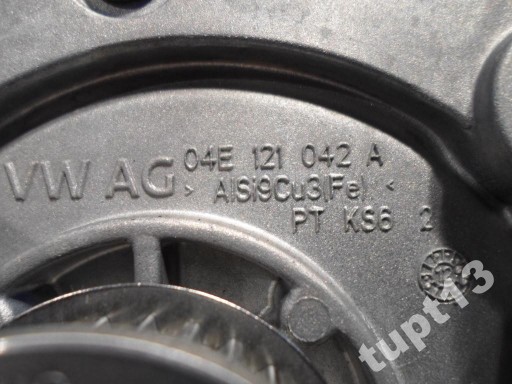 VW AG 04E 121 042 A
> AlSi9Cu3(Fe) <
PT KS6 2
tupt13